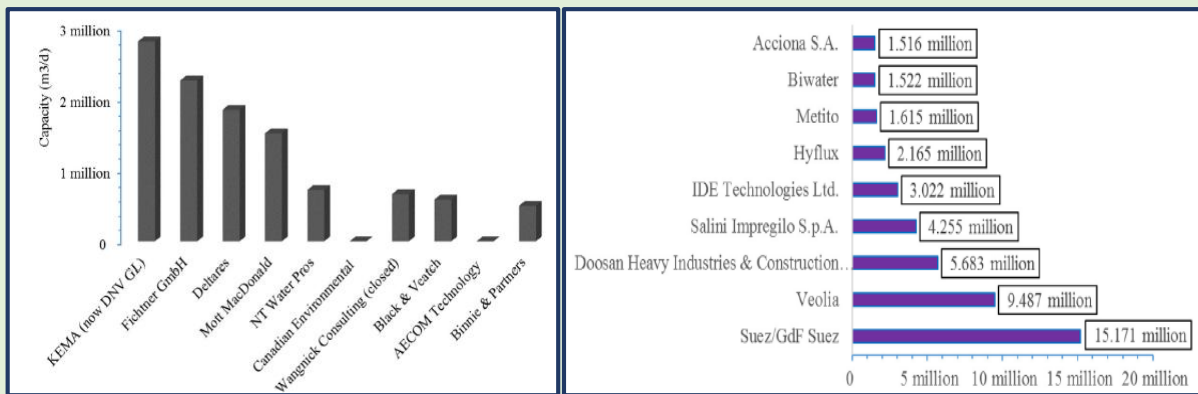 3 million
2 million
1 million
0
Capacity (m3/d)
KEMA (now DNV GL)
Fichtner GmbH
Deltares
Mott MacDonald
NT Water Pros
Canadian Environmental
Wangnick Consulting (closed)
Black & Veatch
AECOM Technology
Binnie & Partners
Acciona S.A. 1.516 million
Biwater 1.522 million
Metito 1.615 million
Hyflux 2.165 million
IDE Technologies Ltd. 3.022 million
Salini Impregilo S.p.A. 4.255 million
Doosan Heavy Industries & Construction... 5.683 million
Veolia 9.487 million
Suez/GdF Suez 15.171 million
0 5 million 10 million 15 million 20 million